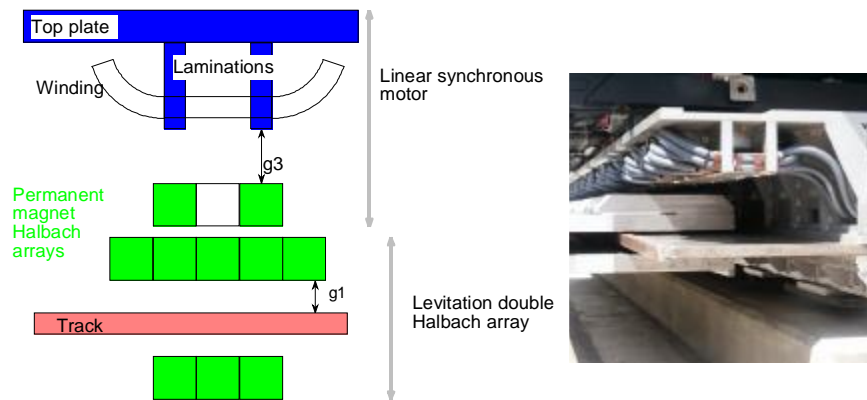 Top plate
Laminations
Winding
Linear synchronous
motor
g3
Permanent
magnet
Halbach
arrays
g1
Levitation double
Halbach array
Track